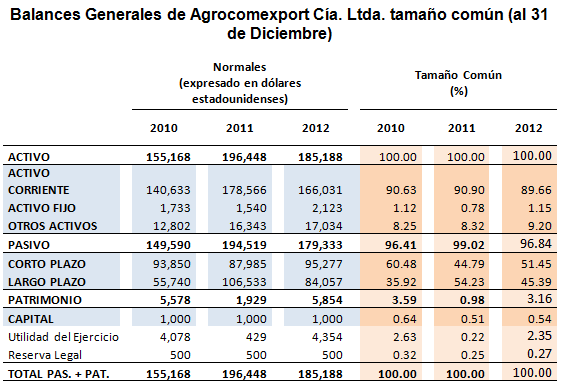 Balances Generales de Agrocomexport Cía. Ltda. tamaño común (al 31
de Diciembre)
Normales
(expresado en dólares
estadounidenses)
Tamaño Común
(%)
2010 2011 2012 2010 2011 2012
ACTIVO 155,168 196,448 185,188 100.00 100.00 100.00
ACTIVO
CORRIENTE 140,633 178,566 166,031 90.63 90.90 89.66
ACTIVO FIJO 1,733 1,540 2,123 1.12 0.78 1.15
OTROS ACTIVOS 12,802 16,343 17,034 8.25 8.32 9.20
PASIVO 149,590 194,519 179,333 96.41 99.02 96.84
CORTO PLAZO 93,850 87,985 95,277 60.48 44.79 51.45
LARGO PLAZO 55,740 106,533 84,057 35.92 54.23 45.39
PATRIMONIO 5,578 1,929 5,854 3.59 0.98 3.16
CAPITAL 1,000 1,000 1,000 0.64 0.51 0.54
Utilidad del Ejercicio 4,078 429 4,354 2.63 0.22 2.35
Reserva Legal 500 500 500 0.32 0.25 0.27
TOTAL PAS. + PAT. 155,168 196,448 185,188 100.00 100.00 100.00